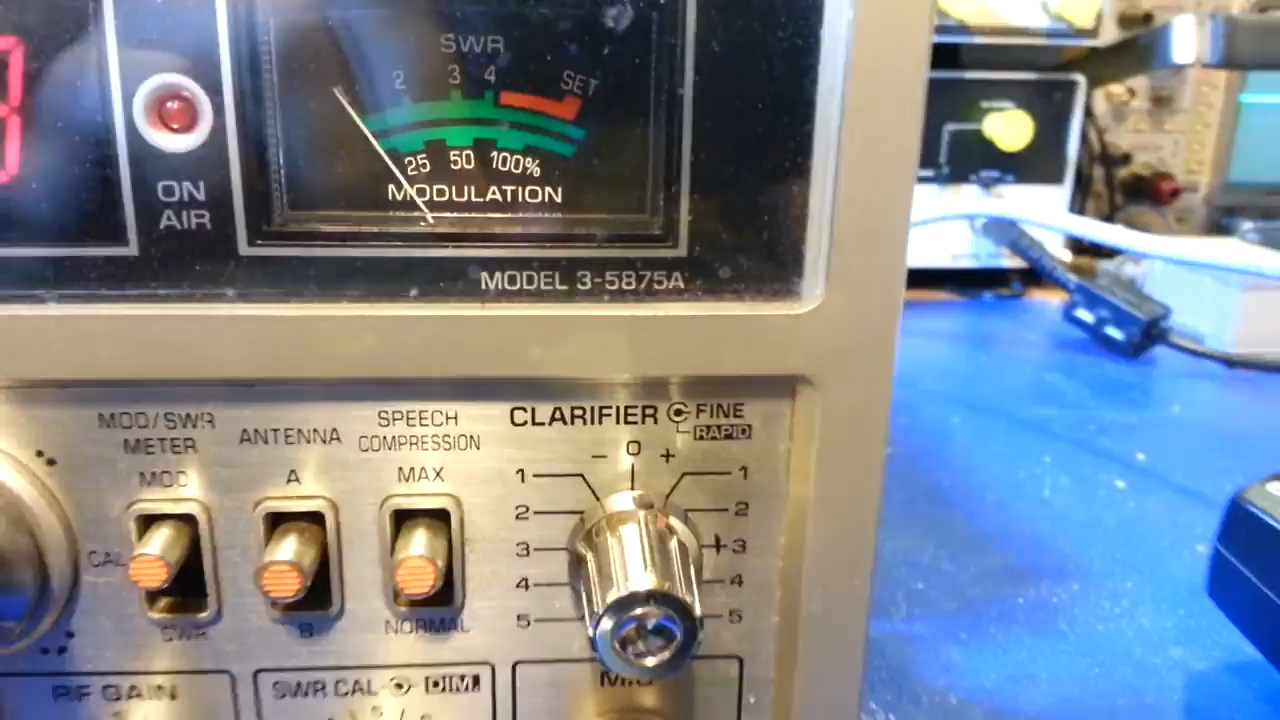 SWR
2 3 4 SET
25 50 100%
MODULATION
ON
AIR
MODEL 3-5875A
MOD/SWR
METER
MOD
CAL
SWR
ANTENNA
A
B
SPEECH
COMPRESSION
MAX
NORMAL
CLARIFIER FINE
RAPID
- 0 +
1 1
2 2
3 3
4 4
5 5
RF GAIN
SWR CAL DIM